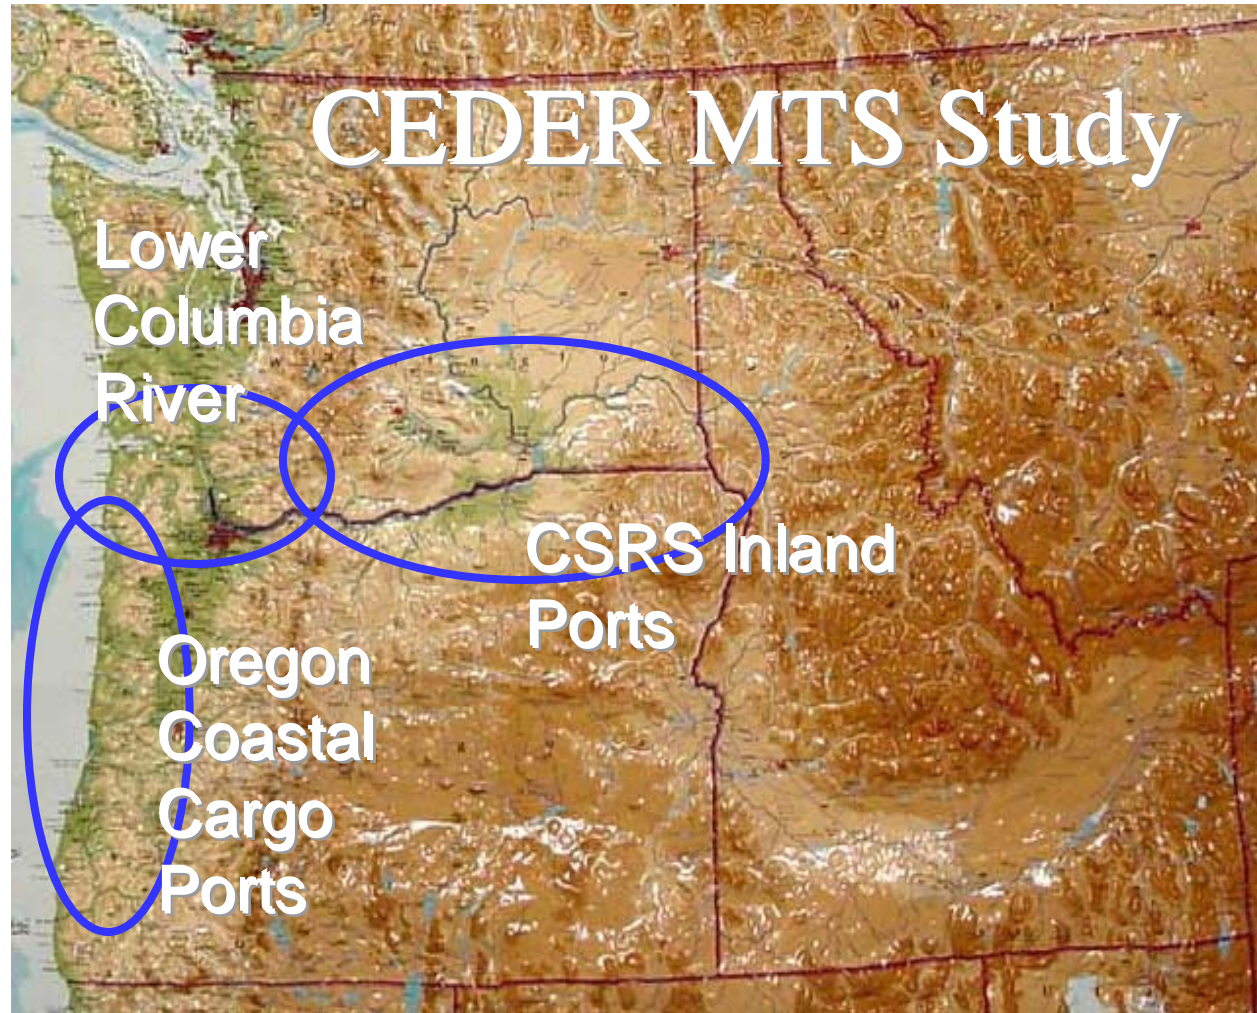 CEDER MTS Study
Lower
Columbia
River
CSRS Inland
Ports
Oregon
Coastal
Cargo
Ports